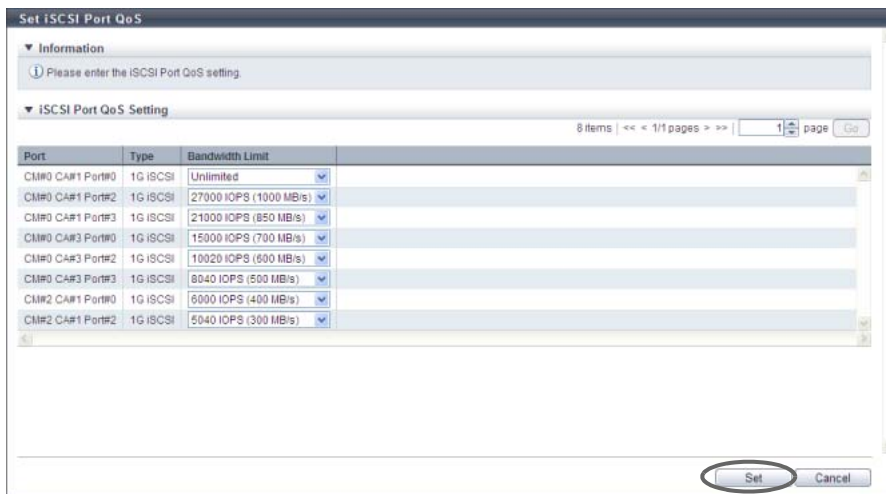 Set iSCSI Port QoS
Information
Please enter the iSCSI Port QoS setting.
iSCSI Port QoS Setting
8 items | << < 1/1 pages > >> | 1 page Go
Port Type Bandwidth Limit
CM#0 CA#1 Port#0 1G iSCSI Unlimited
CM#0 CA#1 Port#2 1G iSCSI 27000 IOPS (1000 MB/s)
CM#0 CA#1 Port#3 1G iSCSI 21000 IOPS (850 MB/s)
CM#0 CA#3 Port#0 1G iSCSI 15000 IOPS (700 MB/s)
CM#0 CA#3 Port#2 1G iSCSI 10020 IOPS (600 MB/s)
CM#0 CA#3 Port#3 1G iSCSI 8040 IOPS (500 MB/s)
CM#2 CA#1 Port#0 1G iSCSI 6000 IOPS (400 MB/s)
CM#2 CA#1 Port#2 1G iSCSI 5040 IOPS (300 MB/s)
Set Cancel